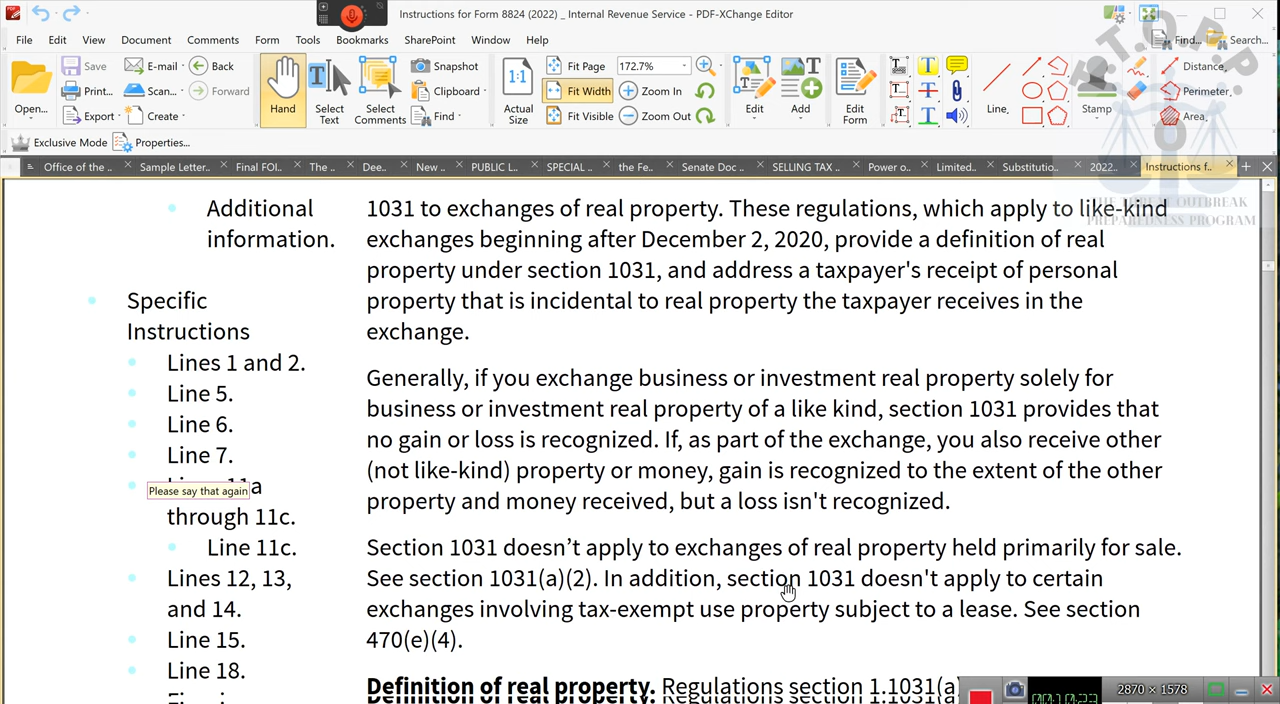 Instructions for Form 8824 (2022) _ Internal Revenue Service - PDF-XChange Editor
File Edit View Document Comments Form Tools Bookmarks SharePoint Window Help
Find... Search...
Open... Save Print... Export E-mail Scan... Create Back Forward Hand Select Text Select Comments Snapshot Clipboard Find Actual Size Fit Page Fit Width Fit Visible 172.7% Zoom In Zoom Out Edit Add Edit Form Line, Stamp Distance, Perimeter, Area,
Exclusive Mode Properties...
Office of the Sample Letter.. Final FOI.. The .. Dee.. New .. PUBLIC L.. SPECIAL .. the Fe.. Senate Doc .. SELLING TAX .. Power o.. Limited.. Substitutio.. 2022.. Instructions f..
T.O.P.P
THE TOREAL OUTBREAK
PREPAREDNESS PROGRAM
Additional
information.
Specific
Instructions
Lines 1 and 2.
Line 5.
Line 6.
Line 7.
11a
Please say that again
through 11c.
Line 11c.
Lines 12, 13,
and 14.
Line 15.
Line 18.
1031 to exchanges of real property. These regulations, which apply to like-kind
exchanges beginning after December 2, 2020, provide a definition of real
property under section 1031, and address a taxpayer's receipt of personal
property that is incidental to real property the taxpayer receives in the
exchange.
Generally, if you exchange business or investment real property solely for
business or investment real property of a like kind, section 1031 provides that
no gain or loss is recognized. If, as part of the exchange, you also receive other
(not like-kind) property or money, gain is recognized to the extent of the other
property and money received, but a loss isn't recognized.
Section 1031 doesn’t apply to exchanges of real property held primarily for sale.
See section 1031(a)(2). In addition, section 1031 doesn't apply to certain
exchanges involving tax-exempt use property subject to a lease. See section
470(e)(4).
Definition of real property. Regulations section 1.1031(a)
2870 × 1578